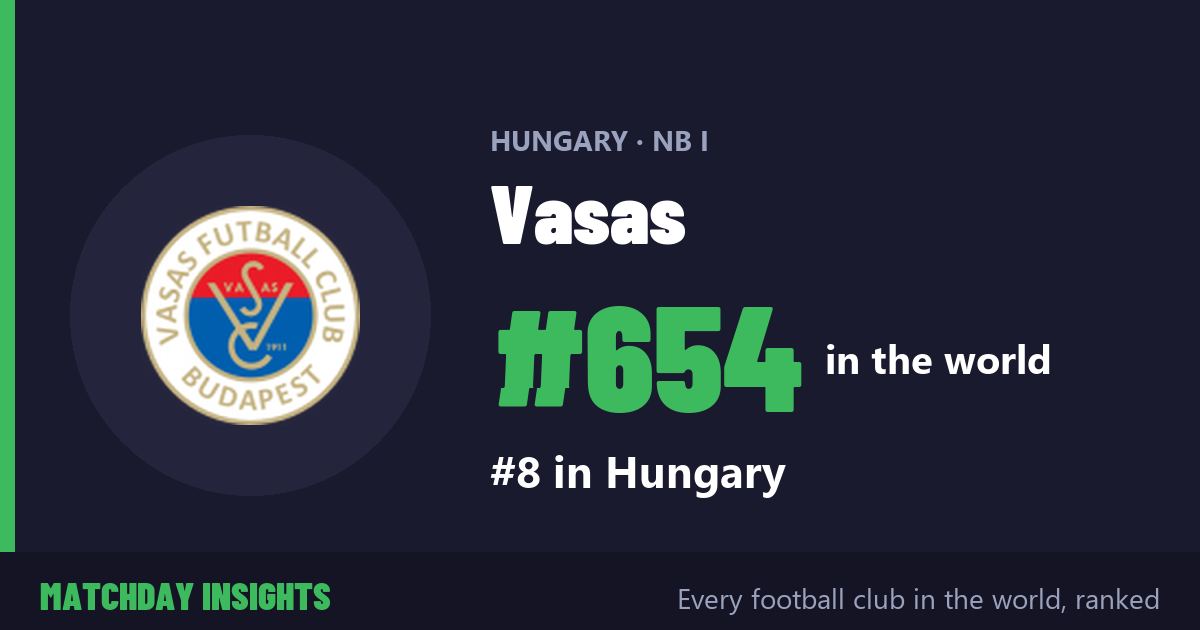 HUNGARY · NB I
Vasas
#654 in the world
#8 in Hungary
VASAS FUTBALL CLUB
VASAS
SC
1911
BUDAPEST
MATCHDAY INSIGHTS
Every football club in the world, ranked